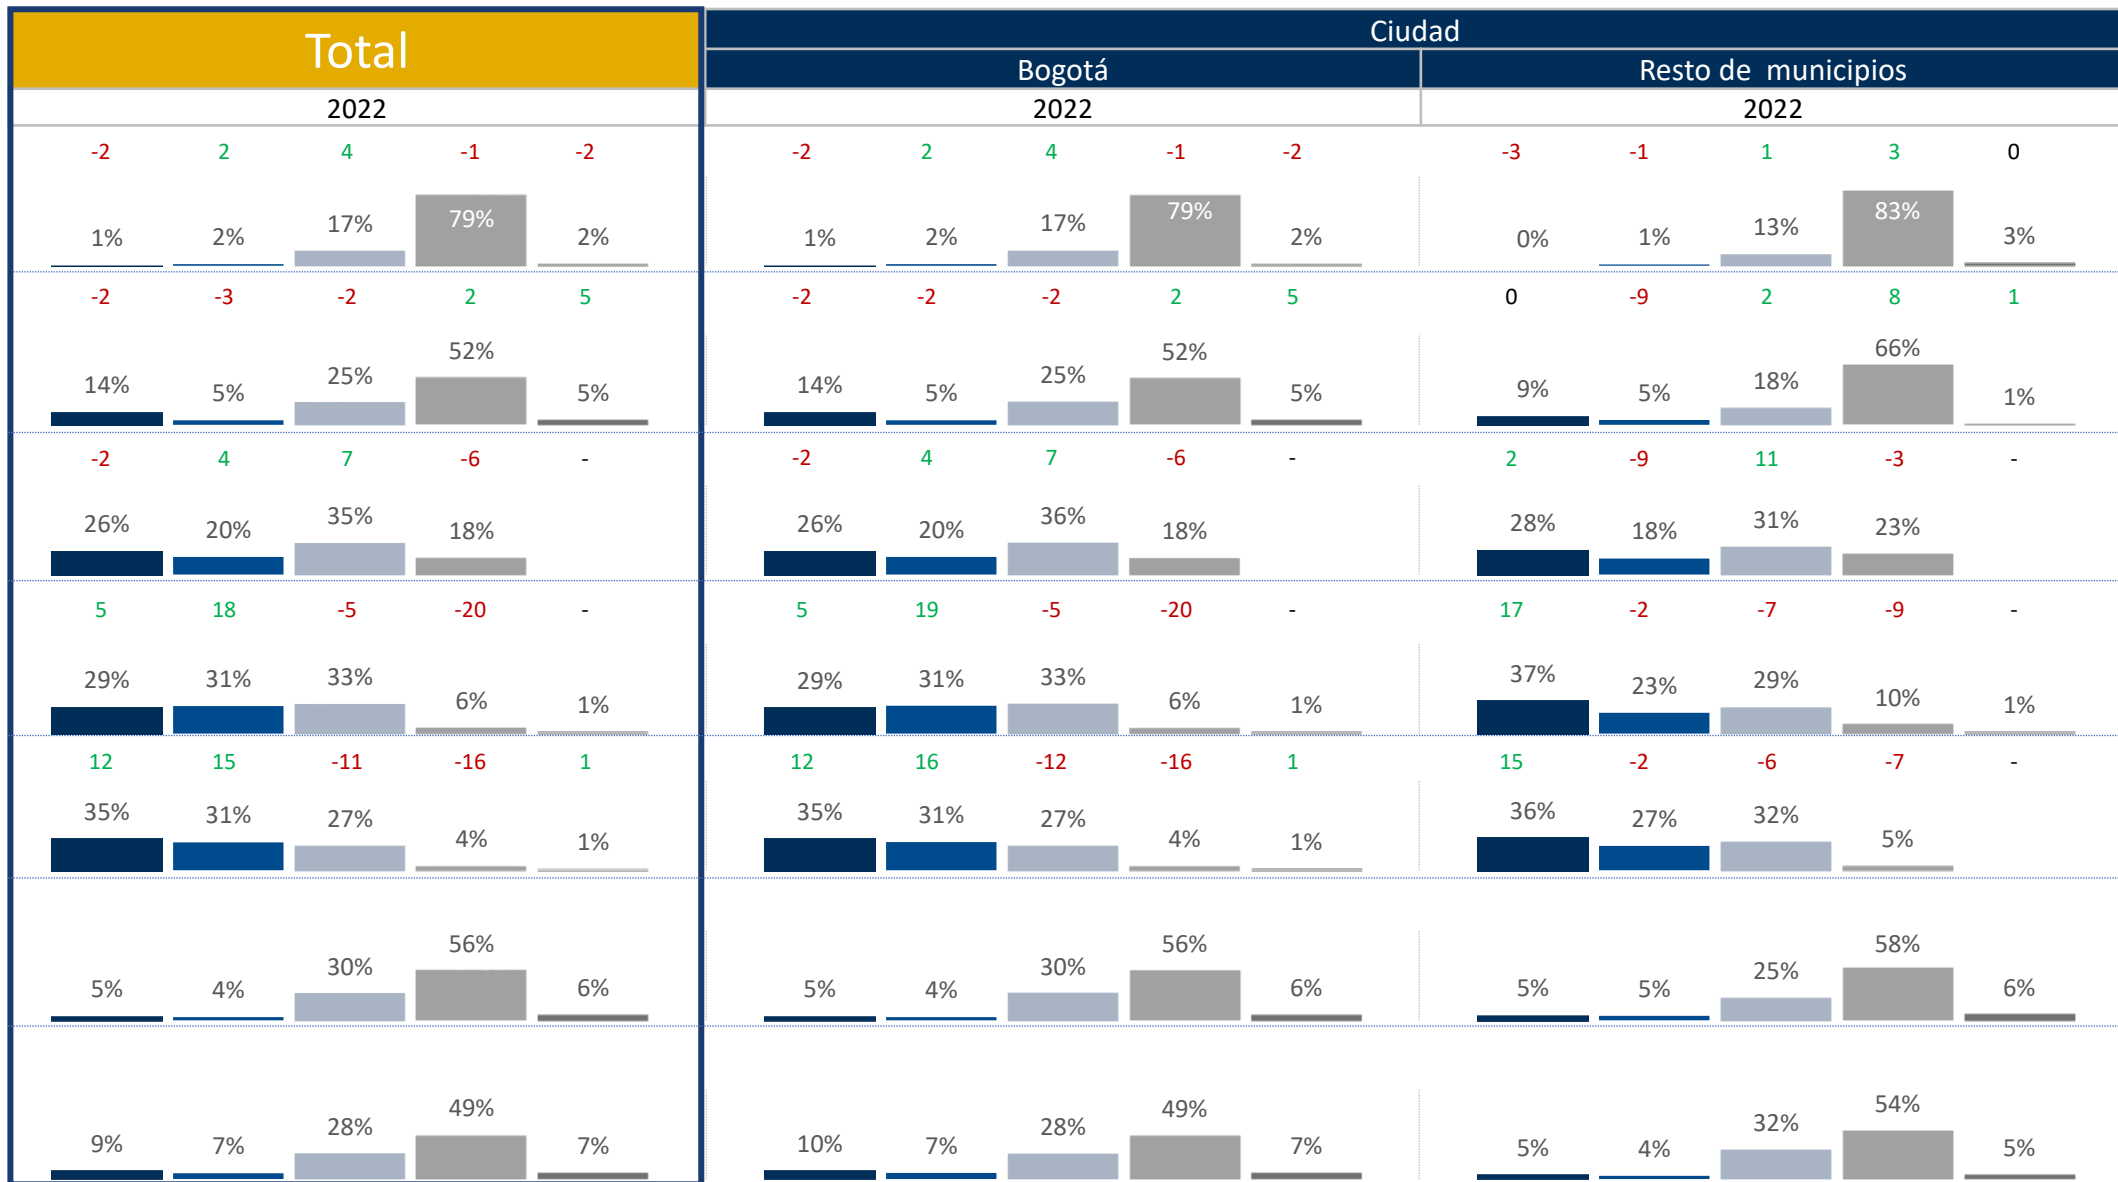 Total
Ciudad
Bogotá
Resto de municipios
2022
2022
2022
-2 2 4 -1 -2 -2 2 4 -1 -2 -3 -1 1 3 0
1% 2% 17% 79% 2% 1% 2% 17% 79% 2% 0% 1% 13% 83% 3%
-2 -3 -2 2 5 -2 -2 -2 2 5 0 -9 2 8 1
14% 5% 25% 52% 5% 14% 5% 25% 52% 5% 9% 5% 18% 66% 1%
-2 4 7 -6 - -2 4 7 -6 - 2 -9 11 -3 -
26% 20% 35% 18% 26% 20% 36% 18% 28% 18% 31% 23%
5 18 -5 -20 - 5 19 -5 -20 - 17 -2 -7 -9 -
29% 31% 33% 6% 1% 29% 31% 33% 6% 1% 37% 23% 29% 10% 1%
12 15 -11 -16 1 12 16 -12 -16 1 15 -2 -6 -7 -
35% 31% 27% 4% 1% 35% 31% 27% 4% 1% 36% 27% 32% 5%
5% 4% 30% 56% 6% 5% 4% 30% 56% 6% 5% 5% 25% 58% 6%
9% 7% 28% 49% 7% 10% 7% 28% 49% 7% 5% 4% 32% 54% 5%